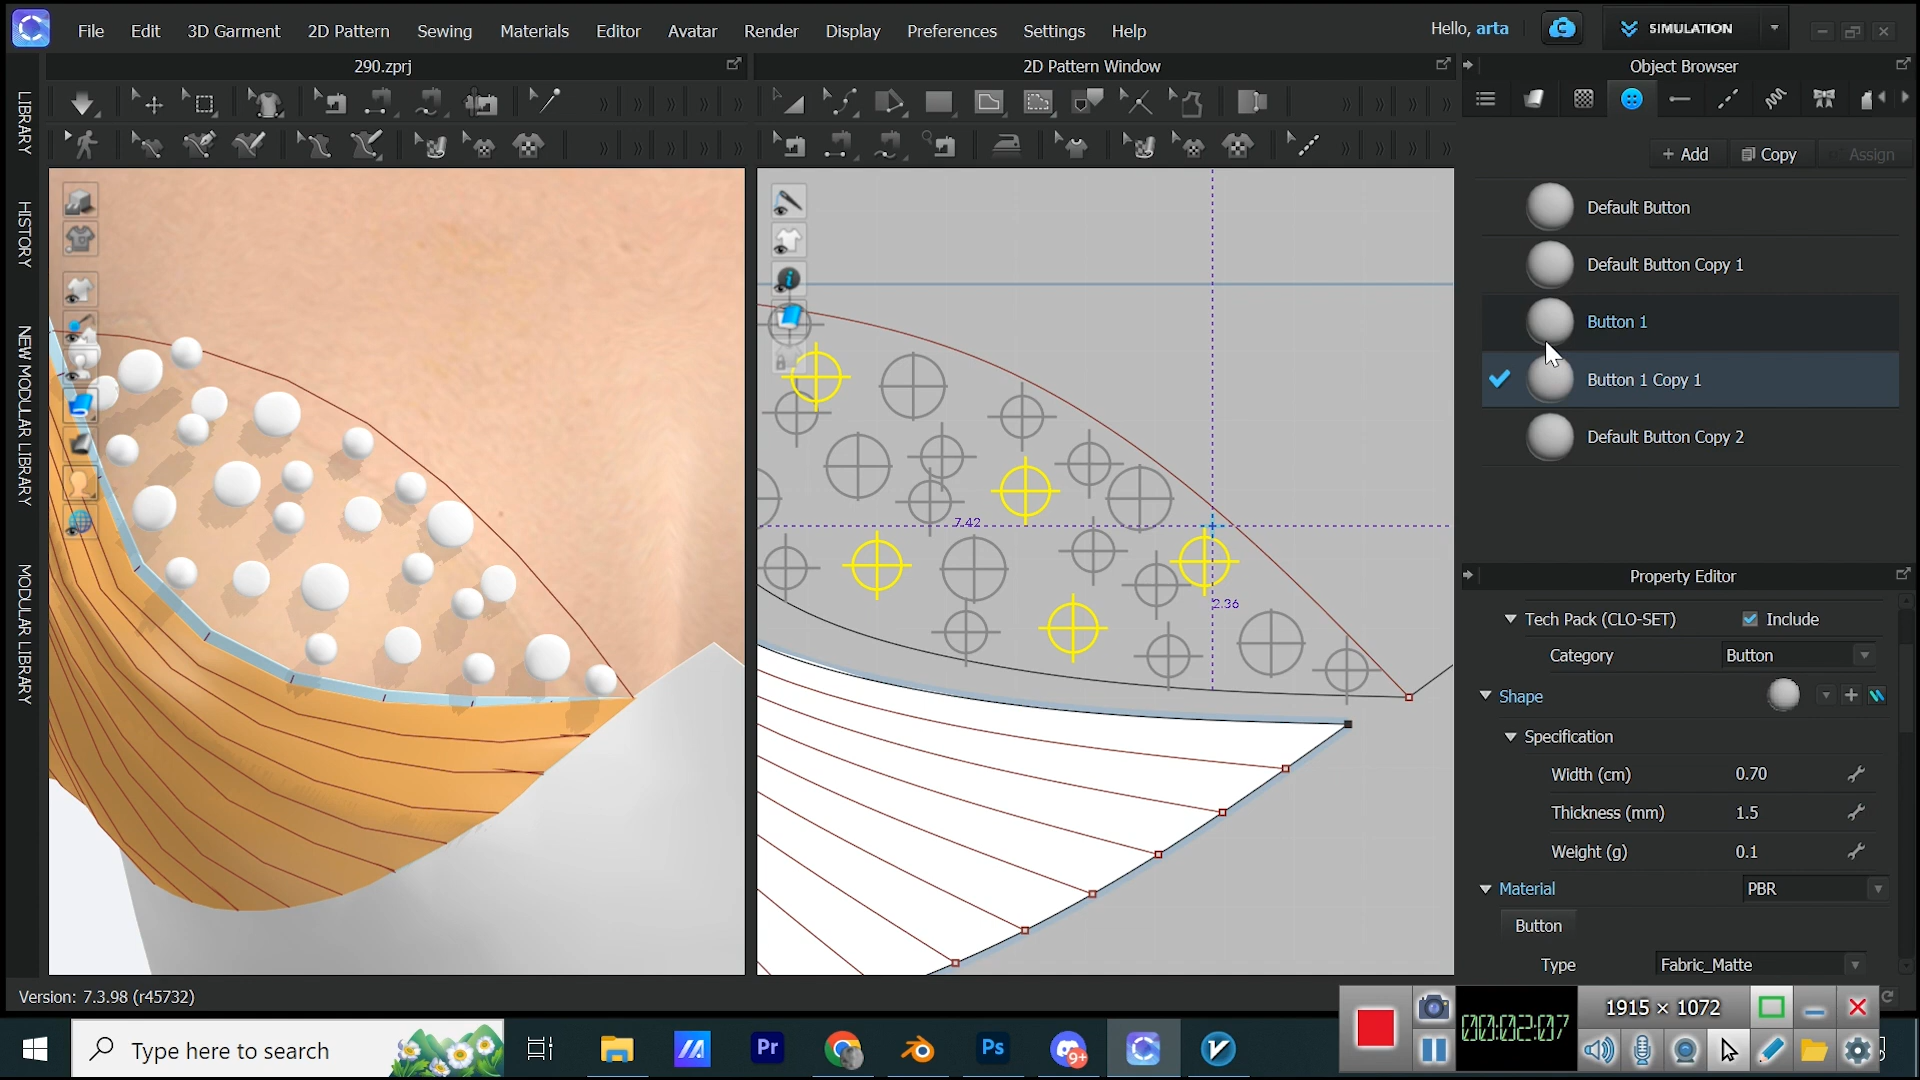 File Edit 3D Garment 2D Pattern Sewing Materials Editor Avatar Render Display Preferences Settings Help
Hello, arta
SIMULATION
290.zprj
2D Pattern Window
Object Browser
LIBRARY
HISTORY
NEW MODULAR LIBRARY
MODULAR LIBRARY
+ Add
Copy
Assign
Default Button
Default Button Copy 1
Button 1
Button 1 Copy 1
Default Button Copy 2
7.42
2.36
Property Editor
Tech Pack (CLO-SET) Include
Category Button
Shape
Specification
Width (cm) 0.70
Thickness (mm) 1.5
Weight (g) 0.1
Material PBR
Button
Type Fabric_Matte
Version: 7.3.98 (r45732)
1915 × 1072
00:02:07
Type here to search
Pr
Ps
9+